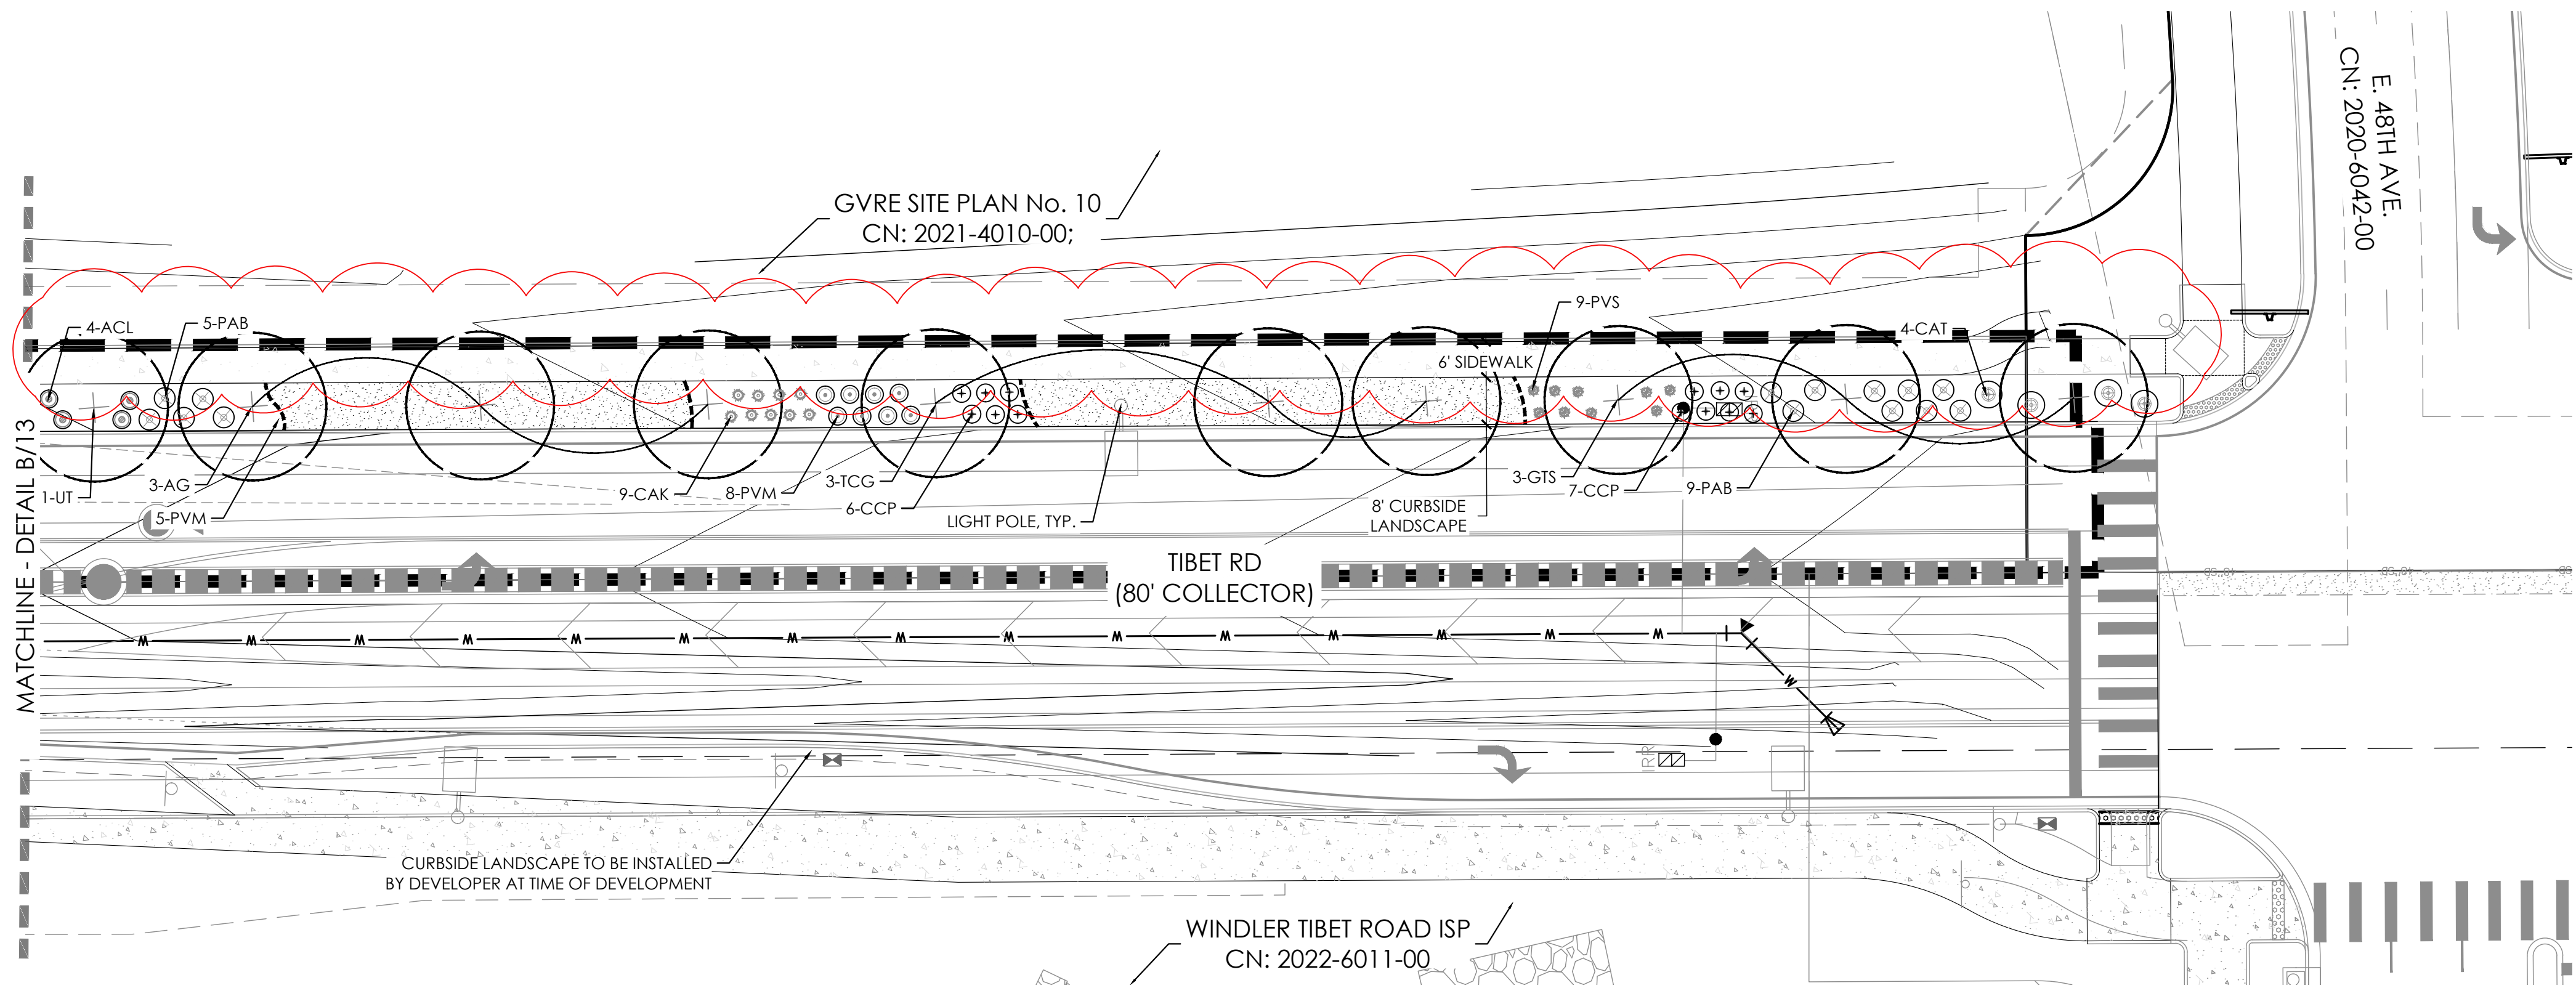 E. 48TH AVE.
CN: 2020-6042-00
GVRE SITE PLAN No. 10
CN: 2021-4010-00;
4-ACL
5-PAB
9-PVS
4-CAT
6' SIDEWALK
MATCHLINE - DETAIL B/13
1-UT
3-AG
5-PVM
9-CAK
8-PVM
3-TCG
6-CCP
LIGHT POLE, TYP.
8' CURBSIDE
LANDSCAPE
3-GTS
7-CCP
9-PAB
TIBET RD
(80' COLLECTOR)
W W W W W W W W W W W W W W W
W
IRR
CURBSIDE LANDSCAPE TO BE INSTALLED
BY DEVELOPER AT TIME OF DEVELOPMENT
WINDLER TIBET ROAD ISP
CN: 2022-6011-00